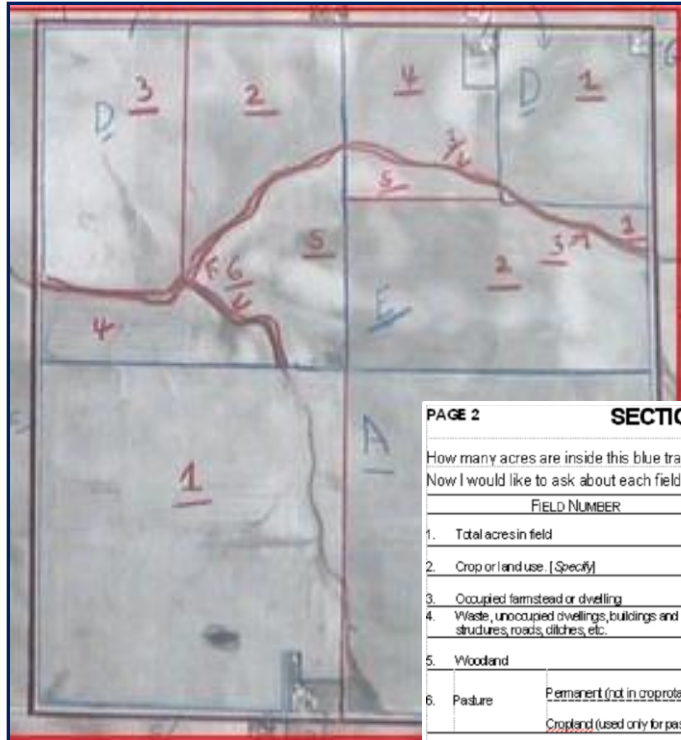 3 2 4 D 1
D
3/
5
F 6/ 5 2 3 1
E
4
A
1
PAGE 2 SECTIO
How many acres are inside this blue tra
Now I would like to ask about each field
FIELD NUMBER
1. Total acres in field
2. Crop or land use. [Specify]
3. Occupied farmstead or dwelling
4. Waste, unoccupied dwellings, buildings and
structures, roads, ditches, etc.
5. Woodland
6. Pasture Permanent (not in croprota
Cropland (used only for pas